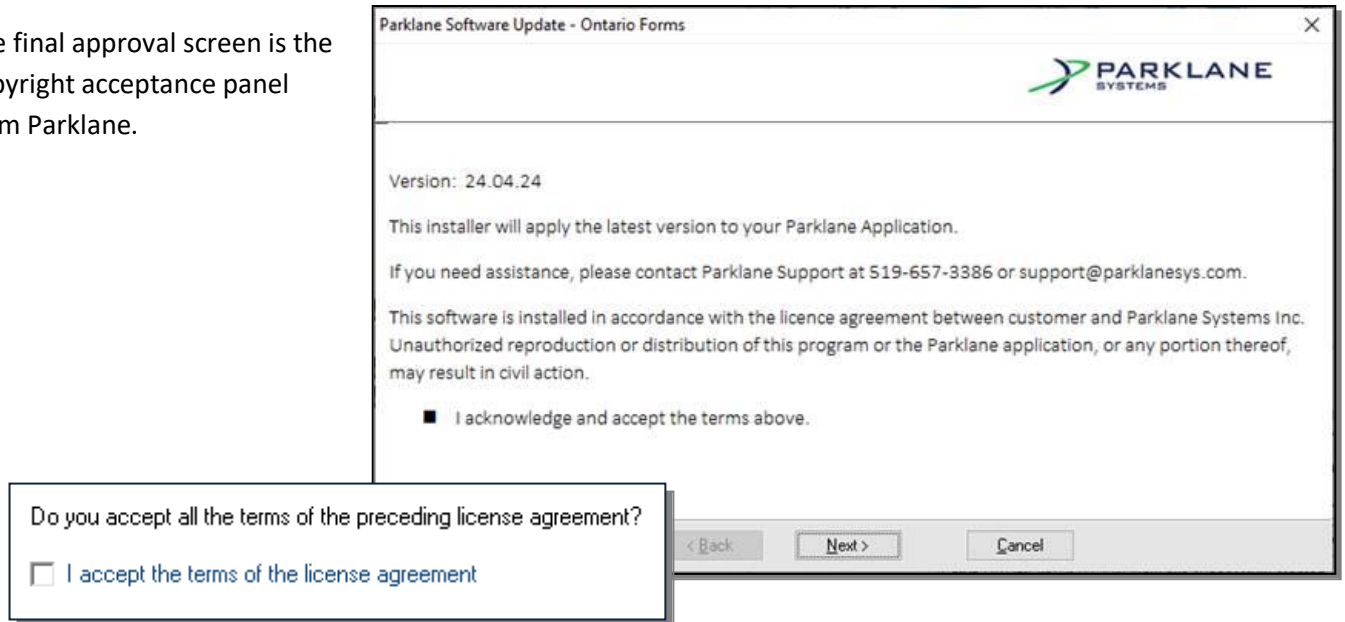 e final approval screen is the
pyright acceptance panel
m Parklane.
Parklane Software Update - Ontario Forms
PARKLANE
SYSTEMS
Version: 24.04.24
This installer will apply the latest version to your Parklane Application.
If you need assistance, please contact Parklane Support at 519-657-3386 or support@parklanesys.com.
This software is installed in accordance with the licence agreement between customer and Parklane Systems Inc.
Unauthorized reproduction or distribution of this program or the Parklane application, or any portion thereof,
may result in civil action.
I acknowledge and accept the terms above.
Do you accept all the terms of the preceding license agreement?
I accept the terms of the license agreement
< Back Next > Cancel